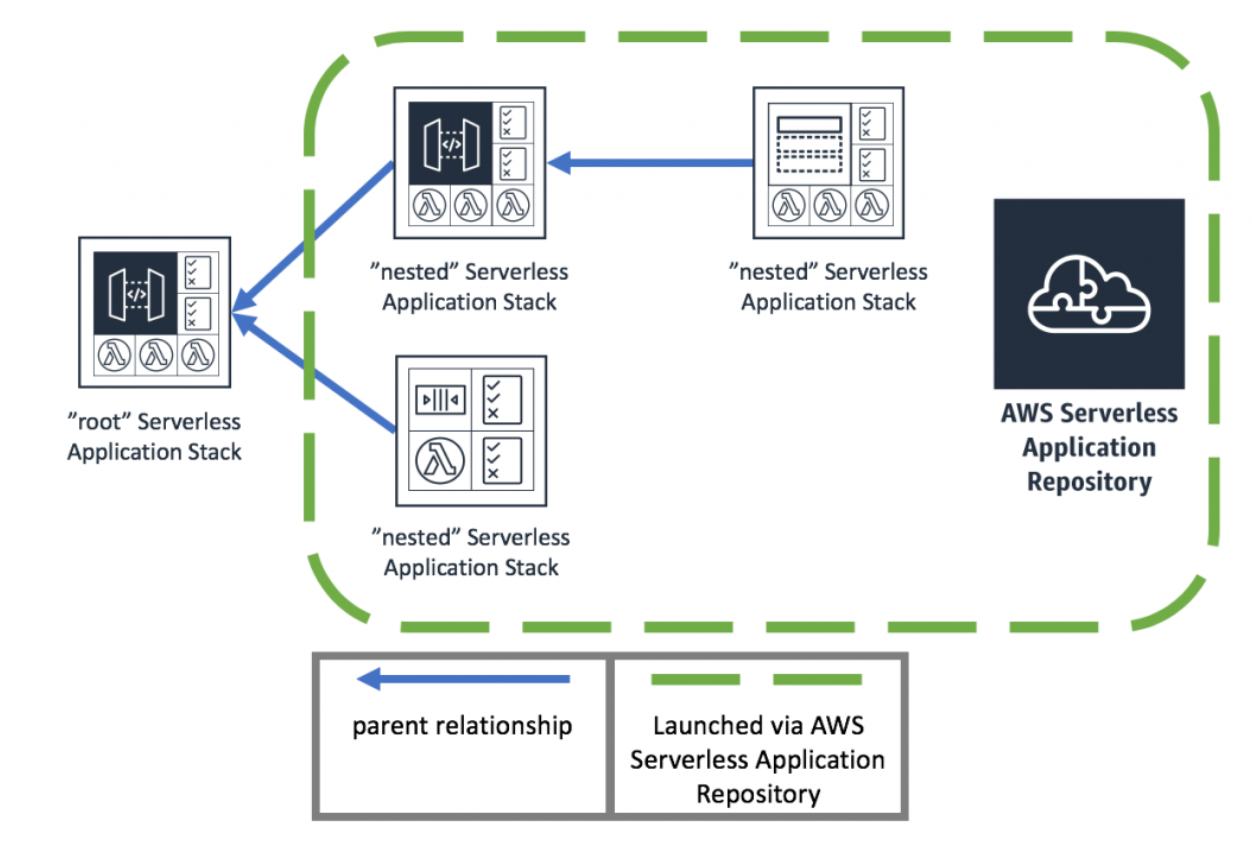 ”nested” Serverless
Application Stack
”nested” Serverless
Application Stack
”root” Serverless
Application Stack
AWS Serverless
Application
Repository
”nested” Serverless
Application Stack
parent relationship
Launched via AWS
Serverless Application
Repository